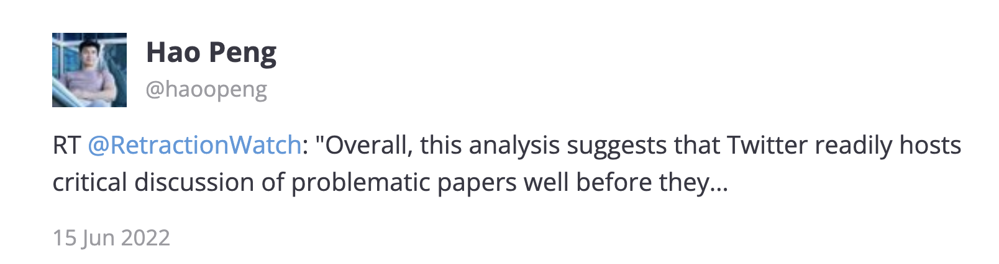 Hao Peng
@haoopeng
RT @RetractionWatch: "Overall, this analysis suggests that Twitter readily hosts
critical discussion of problematic papers well before they...
15 Jun 2022